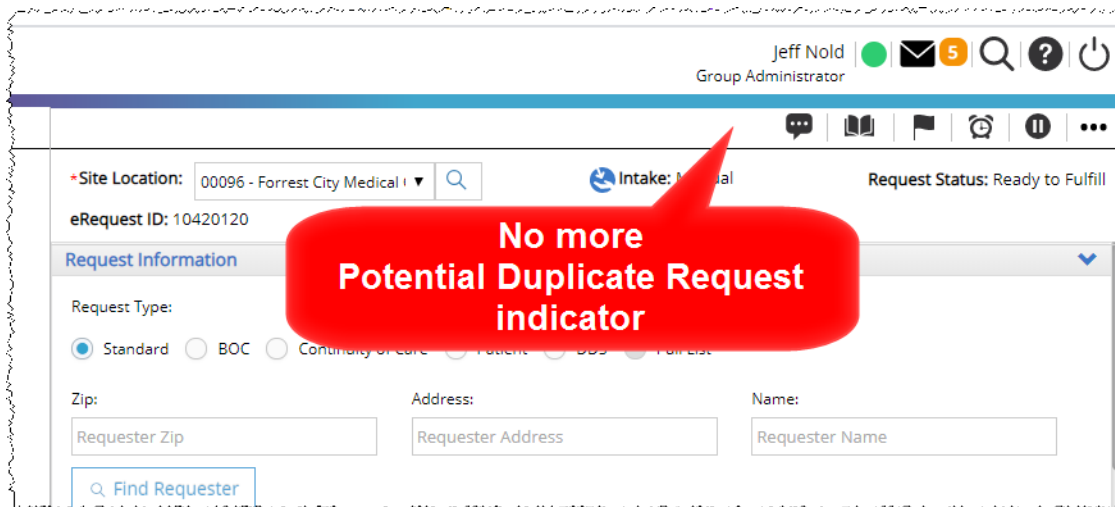 Jeff Nold
5
?
Group Administrator
*Site Location: 00096 - Forrest City Medical
Intake:
Request Status: Ready to Fulfill
eRequest ID: 10420120
No more
Potential Duplicate Request
indicator
Request Information
Request Type:
Standard BOC
Zip: Address: Name:
Requester Zip Requester Address Requester Name
Find Requester